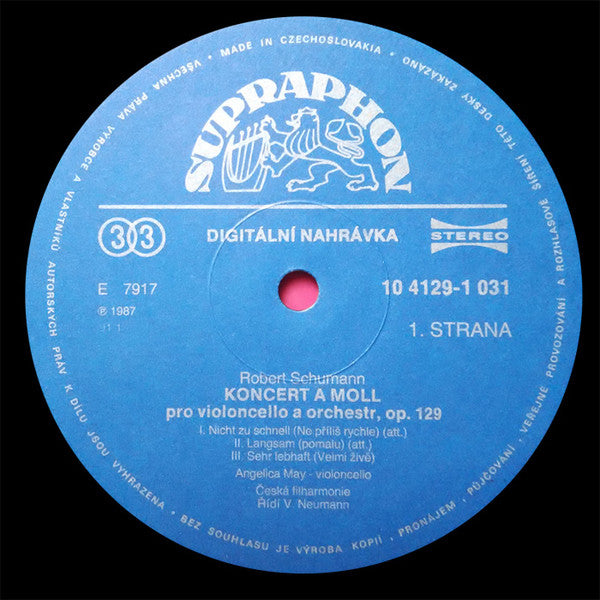 SUPRAPHON
• MADE IN CZECHOSLOVAKIA • VŠECHNA PRÁVA VÝROBCE A VLASTNÍKŮ AUTORSKÝCH PRÁV K DÍLU JSOU VYHRAZENA • BEZ SOUHLASU JE VÝROBA KOPIÍ, PRONÁJEM, PŮJČOVÁNÍ, VEŘEJNÉ PROVOZOVÁNÍ A ROZHLASOVÉ ŠÍŘENÍ TÉTO DESKY ZAKÁZÁNO
33
DIGITÁLNÍ NAHRÁVKA
STEREO
E 7917
10 4129-1 031
℗ 1987
1. STRANA
Robert Schumann
KONCERT A MOLL
pro violoncello a orchestr, op. 129
I. Nicht zu schnell (Ne příliš rychle) (att.)
II. Langsam (pomalu) (att.)
III. Sehr lebhaft (Velmi živě)
Angelica May - violoncello
Česká filharmonie
Řídí V. Neumann